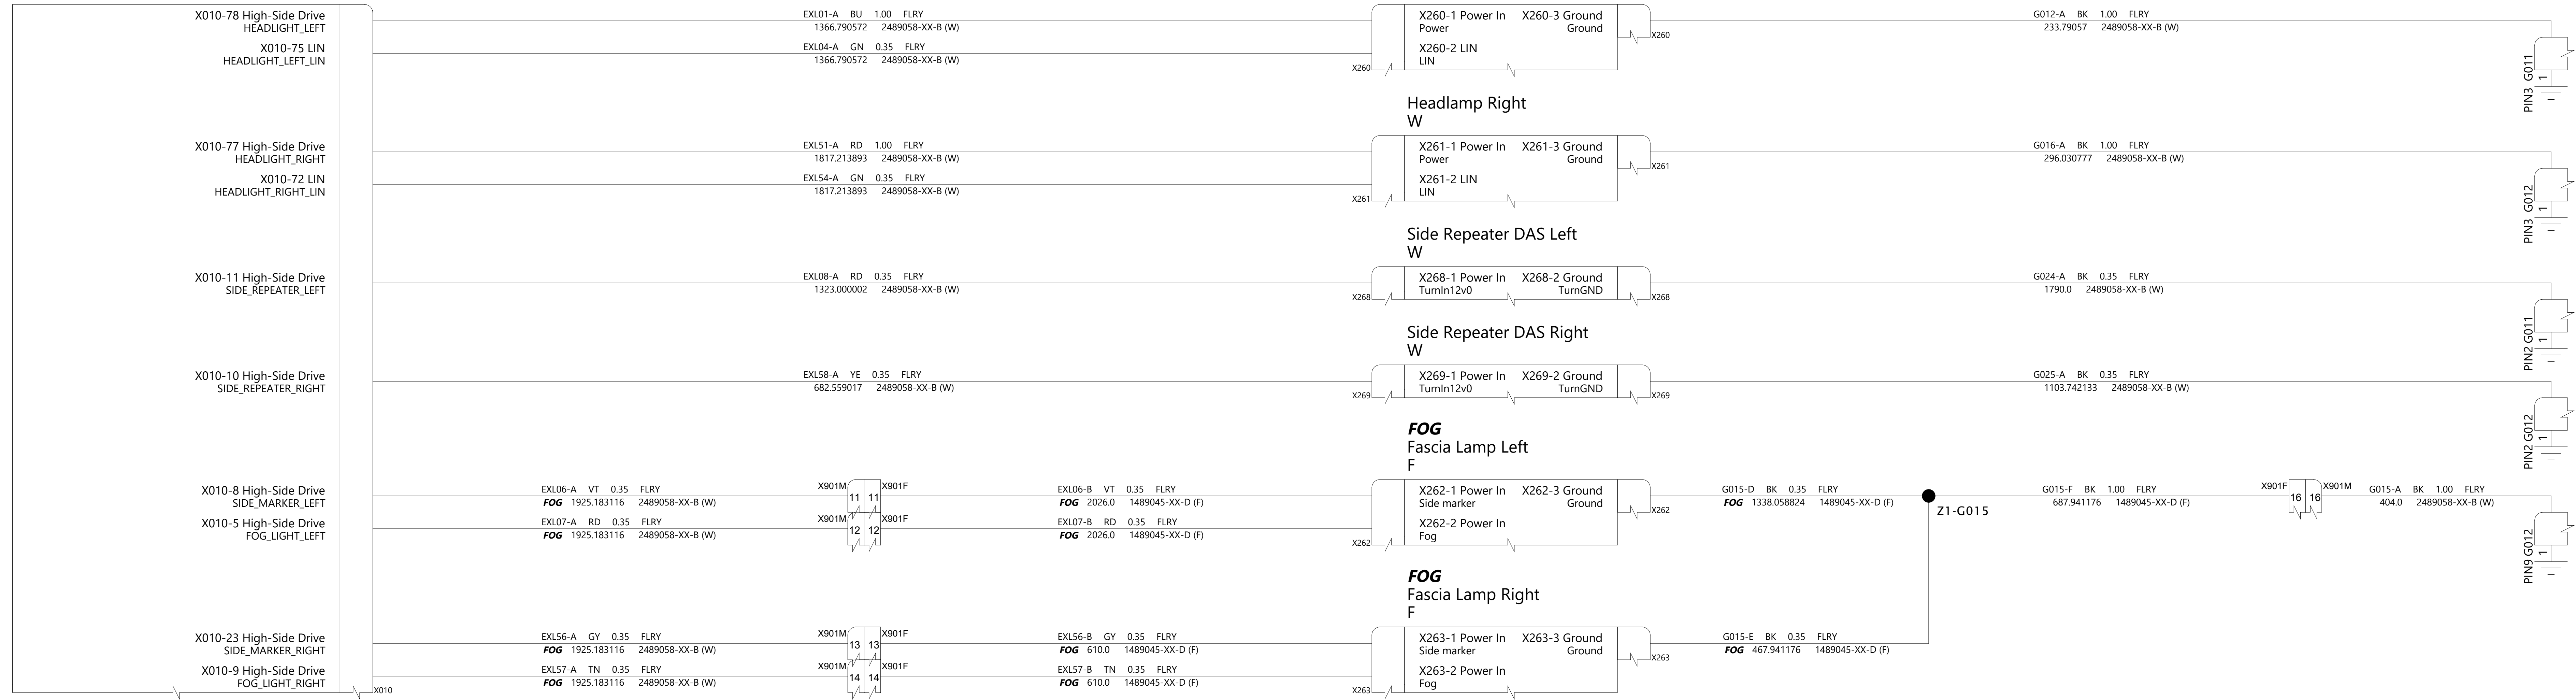 X010-78 High-Side Drive
HEADLIGHT_LEFT
X010-75 LIN
HEADLIGHT_LEFT_LIN
EXL01-A BU 1.00 FLRY
1366.790572 2489058-XX-B (W)
EXL04-A GN 0.35 FLRY
1366.790572 2489058-XX-B (W)
X260-1 Power In X260-3 Ground
Power Ground
X260-2 LIN
LIN
X260
X260
G012-A BK 1.00 FLRY
233.79057 2489058-XX-B (W)
PIN3 G011
1
Headlamp Right
W
X010-77 High-Side Drive
HEADLIGHT_RIGHT
X010-72 LIN
HEADLIGHT_RIGHT_LIN
EXL51-A RD 1.00 FLRY
1817.213893 2489058-XX-B (W)
EXL54-A GN 0.35 FLRY
1817.213893 2489058-XX-B (W)
X261-1 Power In X261-3 Ground
Power Ground
X261-2 LIN
LIN
X261
X261
G016-A BK 1.00 FLRY
296.030777 2489058-XX-B (W)
PIN3 G012
1
Side Repeater DAS Left
W
X010-11 High-Side Drive
SIDE_REPEATER_LEFT
EXL08-A RD 0.35 FLRY
1323.000002 2489058-XX-B (W)
X268-1 Power In X268-2 Ground
TurnIn12v0 TurnGND
X268
X268
G024-A BK 0.35 FLRY
1790.0 2489058-XX-B (W)
PIN2 G011
1
Side Repeater DAS Right
W
X010-10 High-Side Drive
SIDE_REPEATER_RIGHT
EXL58-A YE 0.35 FLRY
682.559017 2489058-XX-B (W)
X269-1 Power In X269-2 Ground
TurnIn12v0 TurnGND
X269
X269
G025-A BK 0.35 FLRY
1103.742133 2489058-XX-B (W)
PIN2 G012
1
FOG
Fascia Lamp Left
F
X010-8 High-Side Drive
SIDE_MARKER_LEFT
X010-5 High-Side Drive
FOG_LIGHT_LEFT
EXL06-A VT 0.35 FLRY
FOG 1925.183116 2489058-XX-B (W)
EXL07-A RD 0.35 FLRY
FOG 1925.183116 2489058-XX-B (W)
X901M X901F
11 11
X901M X901F
12 12
EXL06-B VT 0.35 FLRY
FOG 2026.0 1489045-XX-D (F)
EXL07-B RD 0.35 FLRY
FOG 2026.0 1489045-XX-D (F)
X262-1 Power In X262-3 Ground
Side marker Ground
X262-2 Power In
Fog
X262
X262
G015-D BK 0.35 FLRY
FOG 1338.058824 1489045-XX-D (F)
Z1-G015
G015-F BK 1.00 FLRY
687.941176 1489045-XX-D (F)
X901F X901M
16 16
G015-A BK 1.00 FLRY
404.0 2489058-XX-B (W)
PIN9 G012
1
FOG
Fascia Lamp Right
F
X010-23 High-Side Drive
SIDE_MARKER_RIGHT
X010-9 High-Side Drive
FOG_LIGHT_RIGHT
X010
EXL56-A GY 0.35 FLRY
FOG 1925.183116 2489058-XX-B (W)
EXL57-A TN 0.35 FLRY
FOG 1925.183116 2489058-XX-B (W)
X901M X901F
13 13
X901M X901F
14 14
EXL56-B GY 0.35 FLRY
FOG 610.0 1489045-XX-D (F)
EXL57-B TN 0.35 FLRY
FOG 610.0 1489045-XX-D (F)
X263-1 Power In X263-3 Ground
Side marker Ground
X263-2 Power In
Fog
X263
X263
G015-E BK 0.35 FLRY
FOG 467.941176 1489045-XX-D (F)